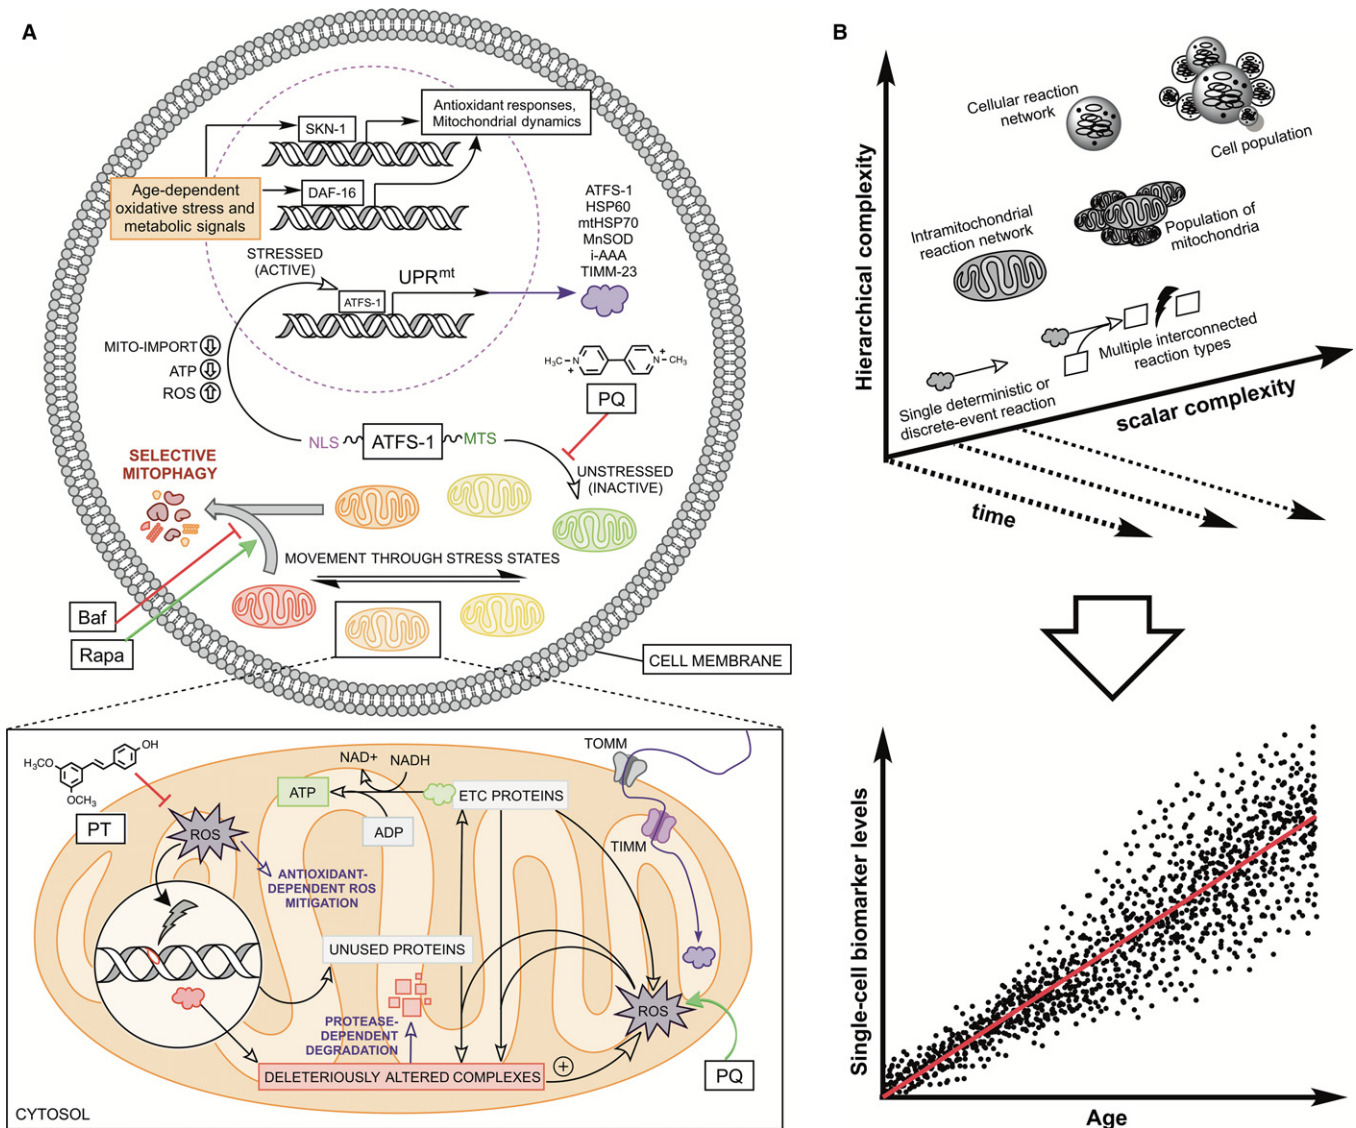 A
SKN-1
Antioxidant responses,
Mitochondrial dynamics
Age-dependent
oxidative stress and
metabolic signals
DAF-16
STRESSED
(ACTIVE)
ATFS-1
UPRmt
ATFS-1
HSP60
mtHSP70
MnSOD
i-AAA
TIMM-23
MITO-IMPORT
ATP
ROS
H₃C-N
+
N-CH₃
+
PQ
NLS
ATFS-1
MTS
UNSTRESSED
(INACTIVE)
SELECTIVE
MITOPHAGY
MOVEMENT THROUGH STRESS STATES
Baf
Rapa
CELL MEMBRANE
OH
H₃CO
OCH₃
PT
ROS
ANTIOXIDANT-
DEPENDENT ROS
MITIGATION
NAD+
NADH
ATP
ADP
ETC PROTEINS
TOMM
TIMM
UNUSED PROTEINS
PROTEASE-
DEPENDENT
DEGRADATION
ROS
DELETERIOUSLY ALTERED COMPLEXES
+
PQ
CYTOSOL
B
Hierarchical complexity
Cellular reaction
network
Cell population
Intramitochondrial
reaction network
Population of
mitochondria
Multiple interconnected
reaction types
Single deterministic or
discrete-event reaction
scalar complexity
time
Single-cell biomarker levels
Age